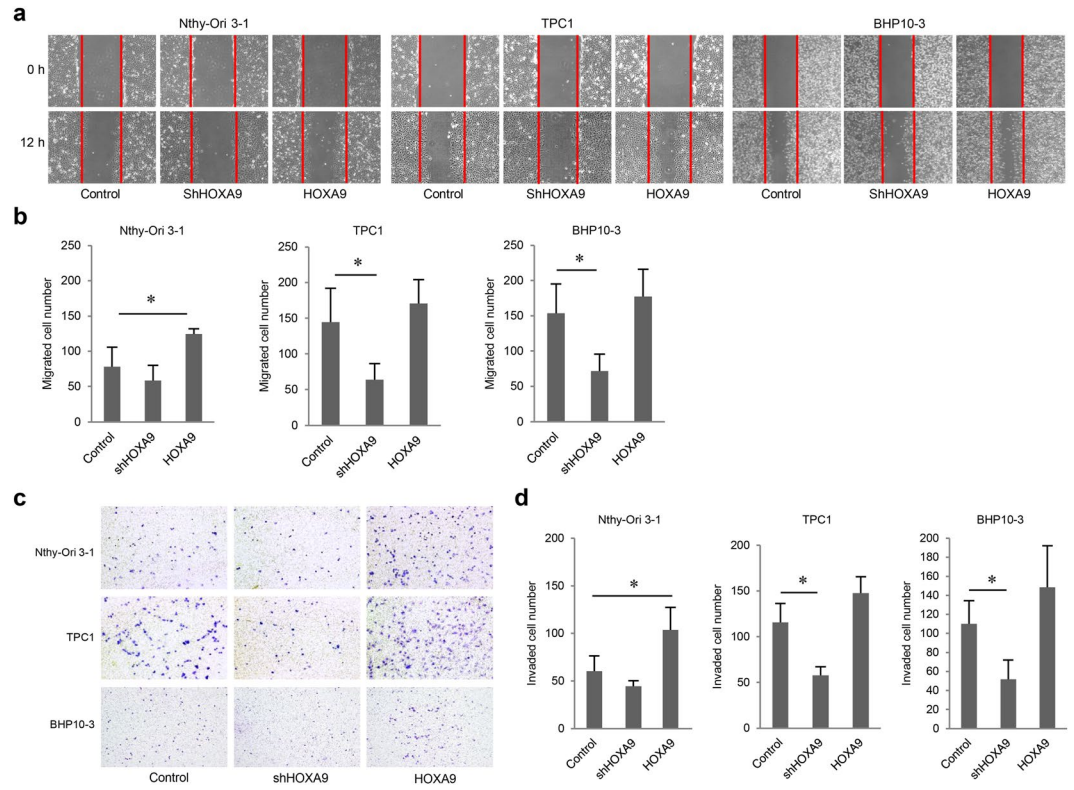 a
Nthy-Ori 3-1 TPC1 BHP10-3
0 h
12 h
Control ShHOXA9 HOXA9 Control ShHOXA9 HOXA9 Control ShHOXA9 HOXA9
b
Nthy-Ori 3-1
Migrated cell number
250
200
150
100
50
0
*
Control
shHOXA9
HOXA9
TPC1
Migrated cell number
250
200
150
100
50
0
*
Control
shHOXA9
HOXA9
BHP10-3
Migrated cell number
250
200
150
100
50
0
*
Control
shHOXA9
HOXA9
c
Nthy-Ori 3-1
TPC1
BHP10-3
Control shHOXA9 HOXA9
d
Nthy-Ori 3-1
Invaded cell number
200
150
100
50
0
*
Control
shHOXA9
HOXA9
TPC1
Invaded cell number
200
150
100
50
0
*
Control
shHOXA9
HOXA9
BHP10-3
Invaded cell number
200
180
160
140
120
100
80
60
40
20
0
*
Control
shHOXA9
HOXA9